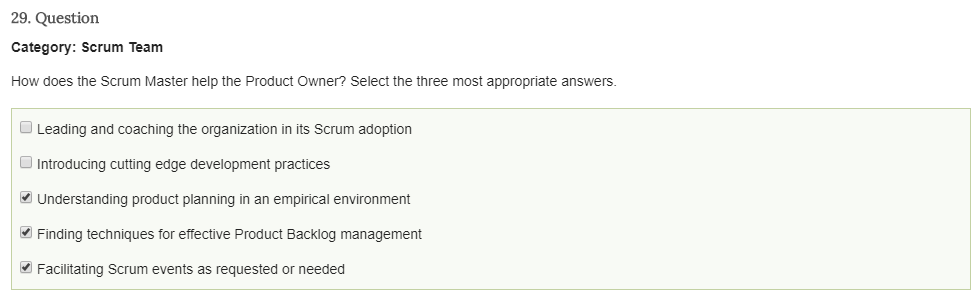 29. Question
Category: Scrum Team
How does the Scrum Master help the Product Owner? Select the three most appropriate answers.
Leading and coaching the organization in its Scrum adoption
Introducing cutting edge development practices
Understanding product planning in an empirical environment
Finding techniques for effective Product Backlog management
Facilitating Scrum events as requested or needed